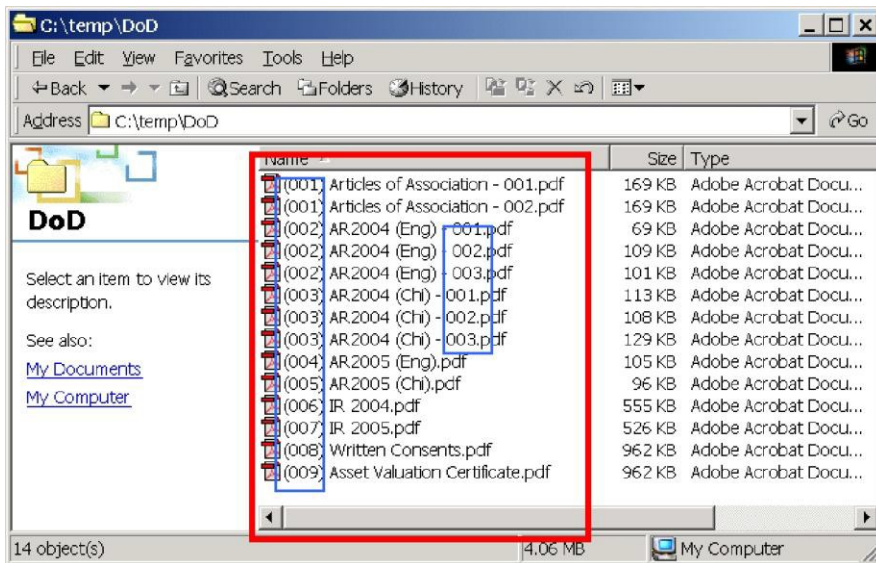 C:\temp\DoD
File Edit View Favorites Tools Help
Back Search Folders History
Address C:\temp\DoD Go
Name Size Type
DoD
Select an item to view its
description.
See also:
My Documents
My Computer
(001) Articles of Association - 001.pdf 169 KB Adobe Acrobat Docu...
(001) Articles of Association - 002.pdf 169 KB Adobe Acrobat Docu...
(002) AR2004 (Eng) - 001.pdf 69 KB Adobe Acrobat Docu...
(002) AR2004 (Eng) - 002.pdf 109 KB Adobe Acrobat Docu...
(002) AR2004 (Eng) - 003.pdf 101 KB Adobe Acrobat Docu...
(003) AR2004 (Chi) - 001.pdf 113 KB Adobe Acrobat Docu...
(003) AR2004 (Chi) - 002.pdf 108 KB Adobe Acrobat Docu...
(003) AR2004 (Chi) - 003.pdf 129 KB Adobe Acrobat Docu...
(004) AR2005 (Eng).pdf 105 KB Adobe Acrobat Docu...
(005) AR2005 (Chi).pdf 96 KB Adobe Acrobat Docu...
(006) IR 2004.pdf 555 KB Adobe Acrobat Docu...
(007) IR 2005.pdf 526 KB Adobe Acrobat Docu...
(008) Written Consents.pdf 962 KB Adobe Acrobat Docu...
(009) Asset Valuation Certificate.pdf 962 KB Adobe Acrobat Docu...
14 object(s) 4.06 MB My Computer